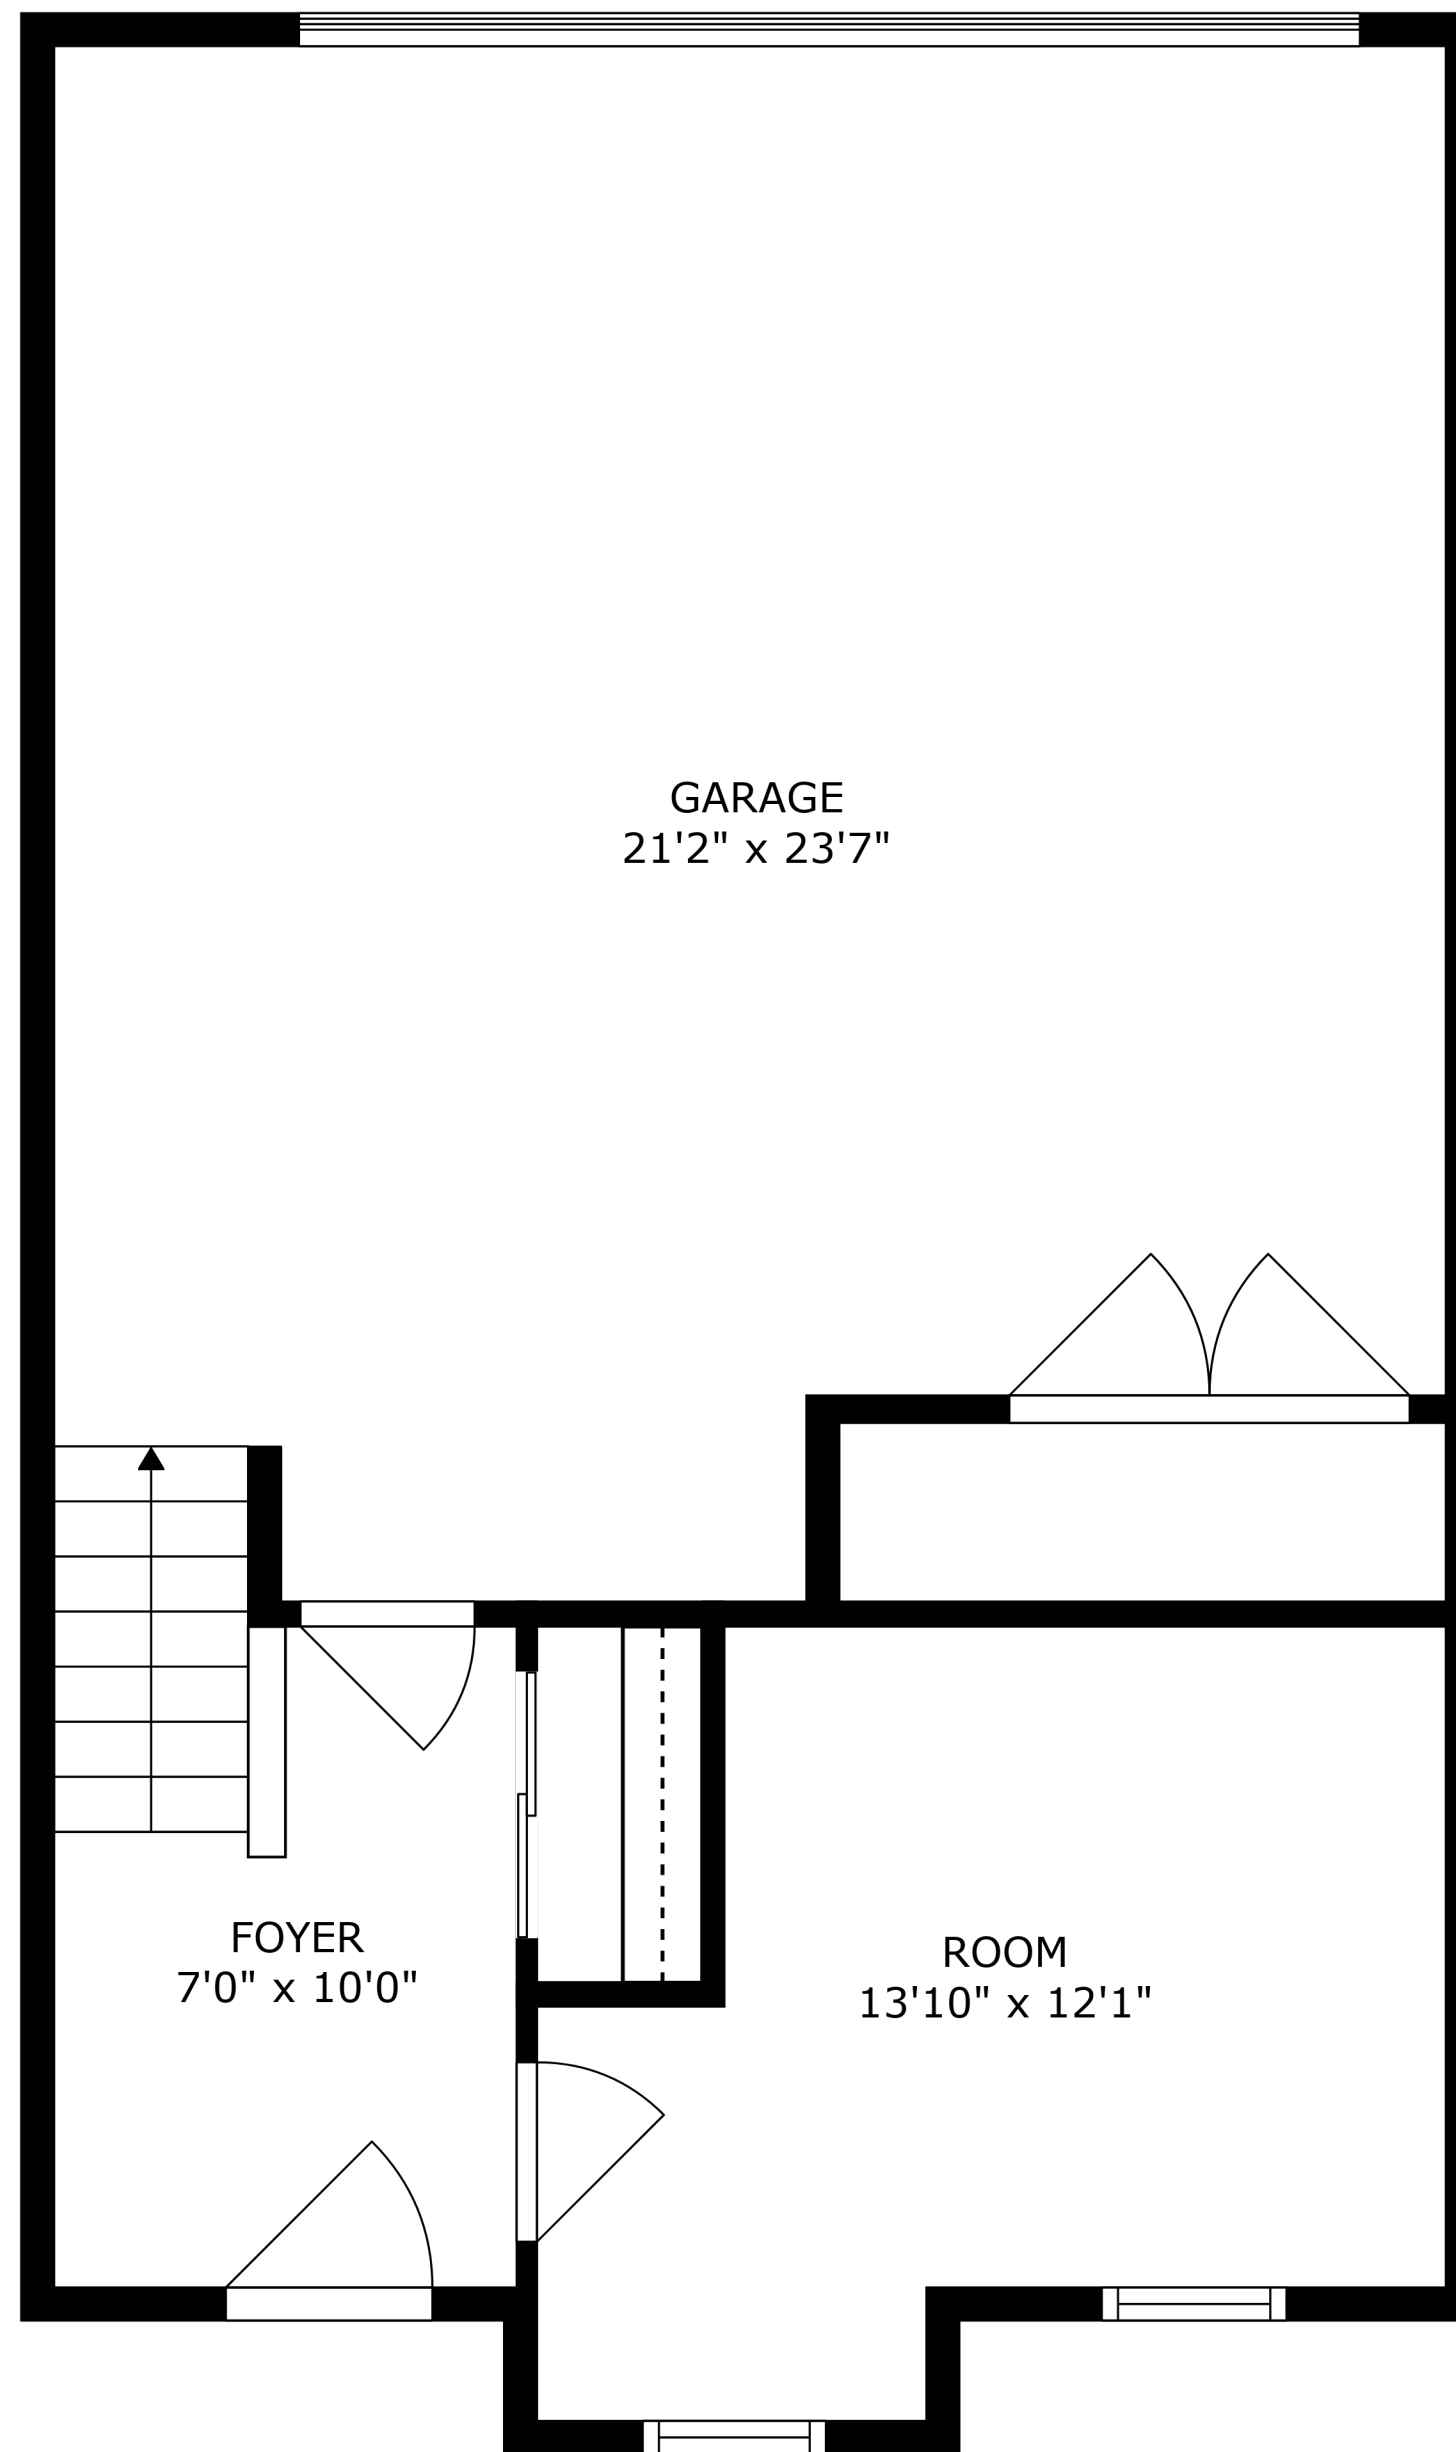 GARAGE
21'2" x 23'7"
FOYER
7'0" x 10'0"
ROOM
13'10" x 12'1"